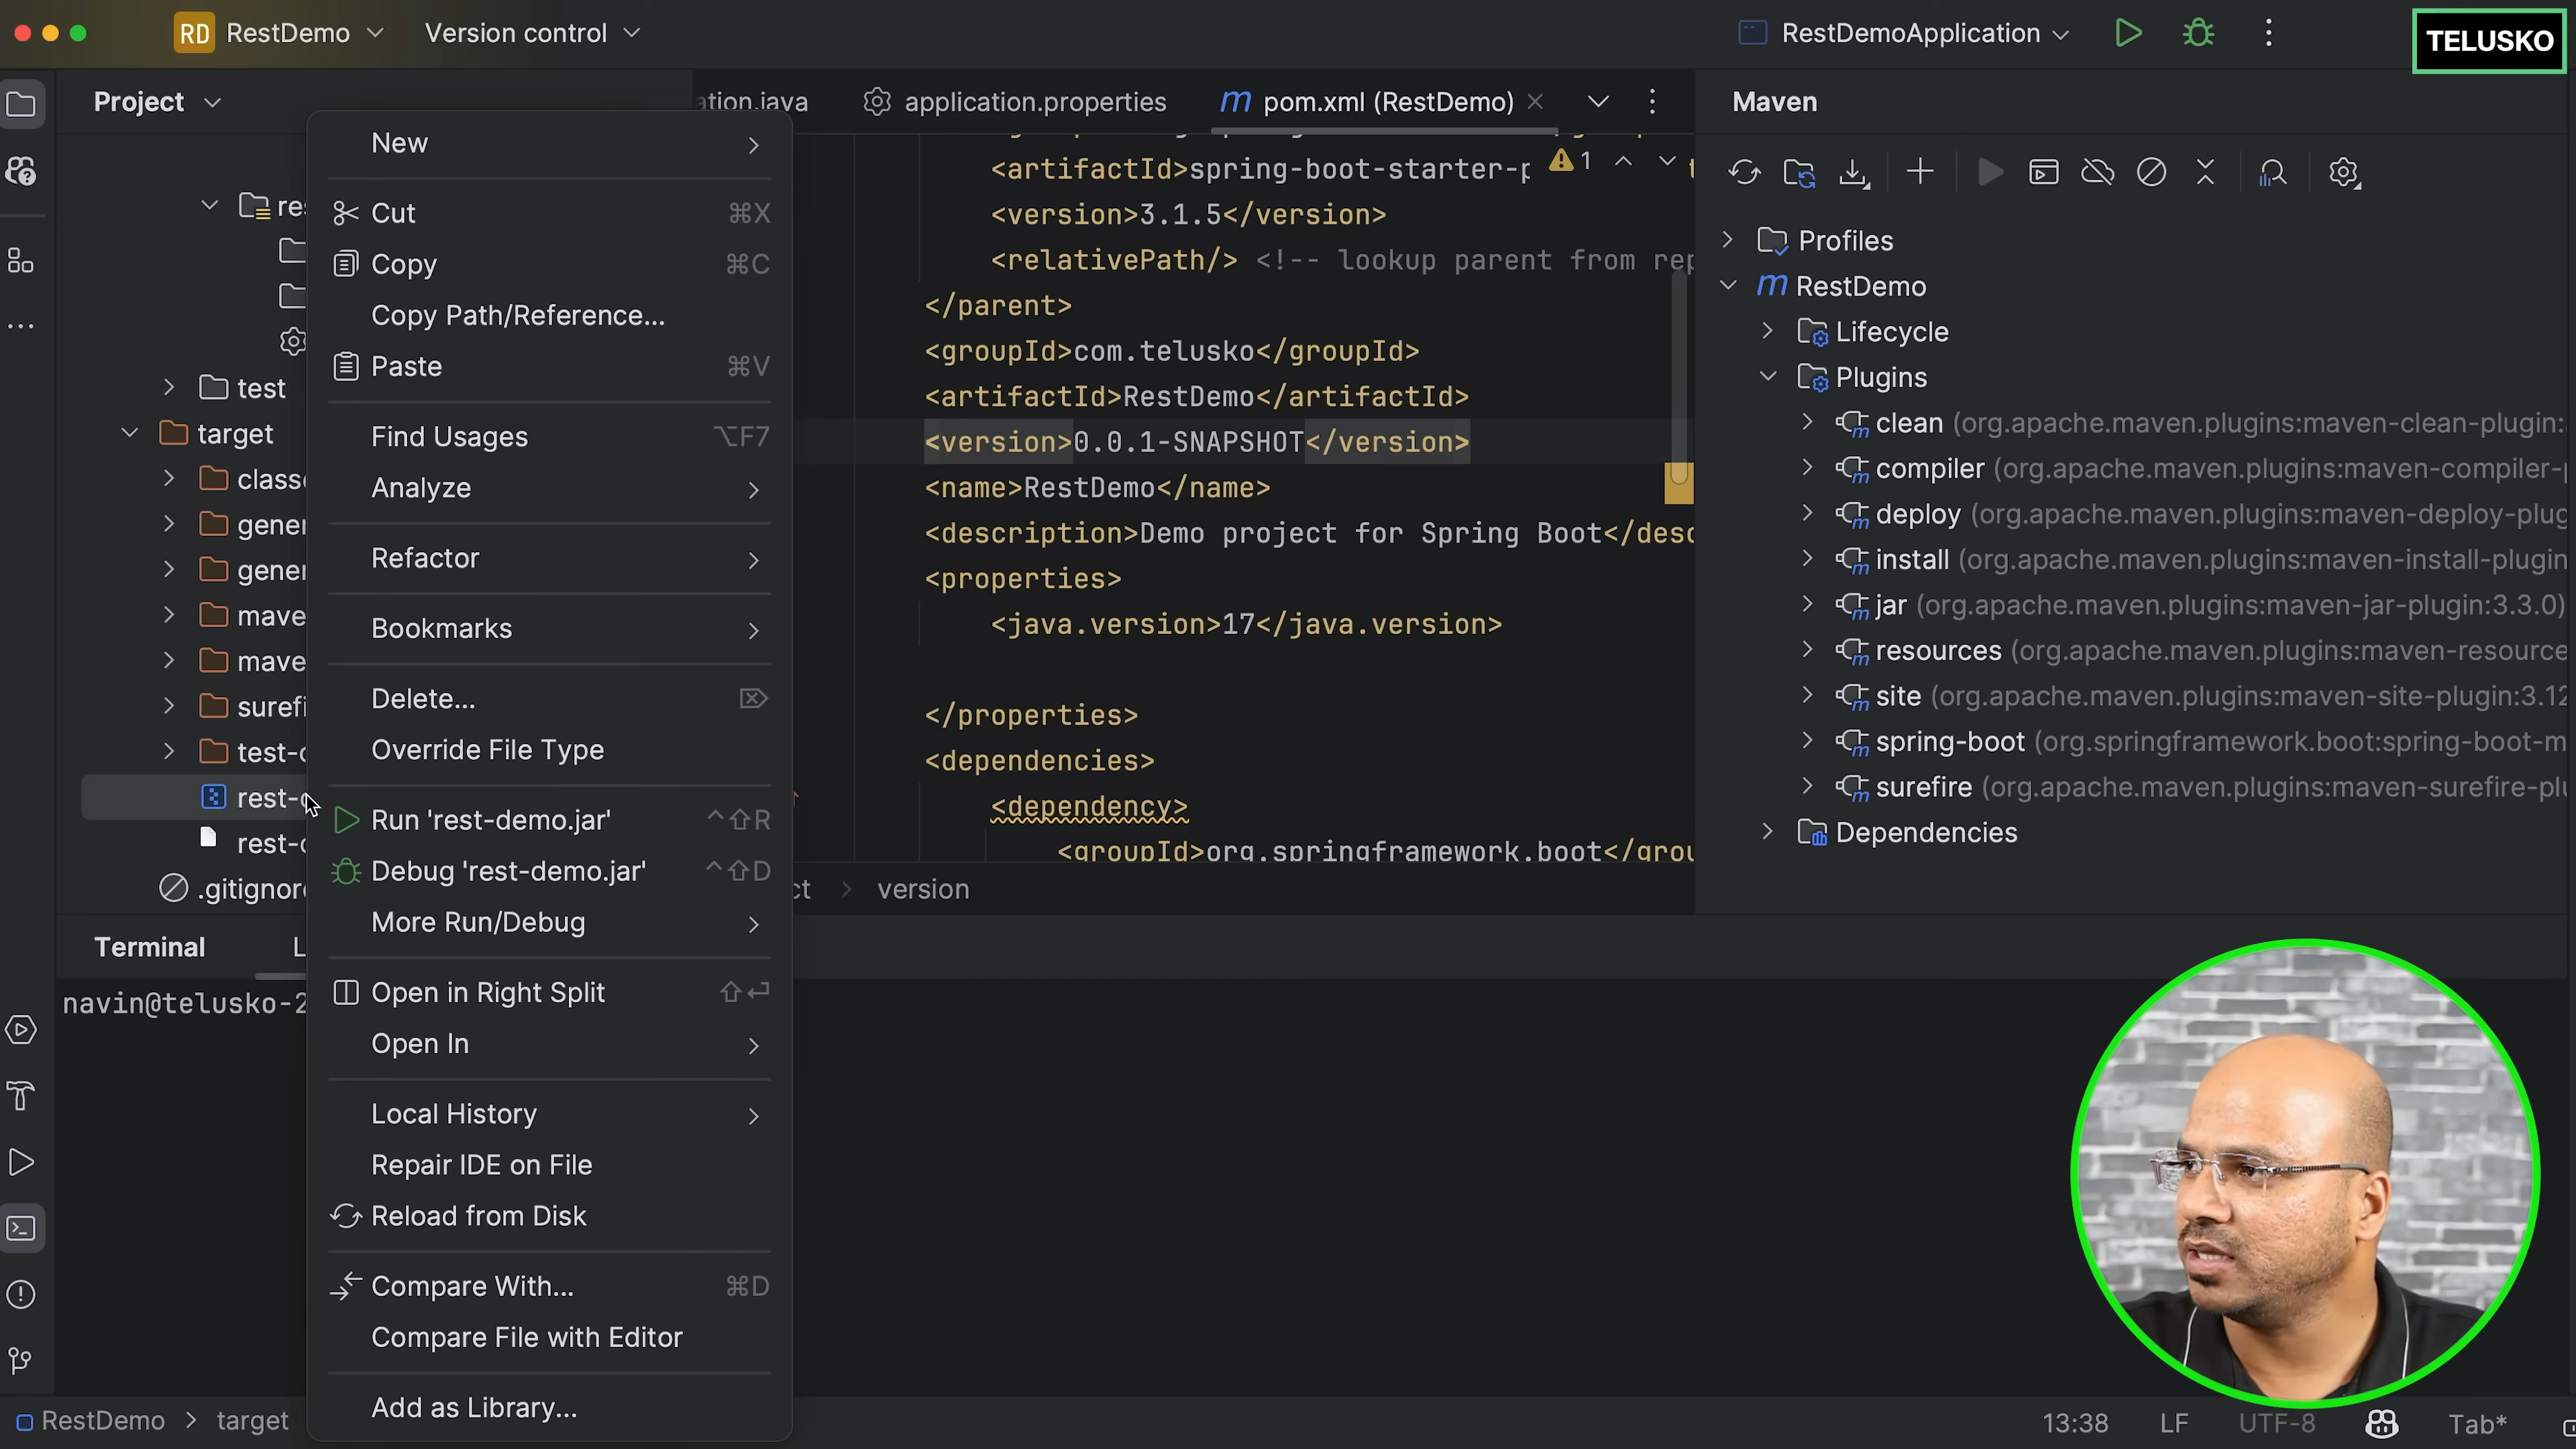 RD RestDemo
Version control
RestDemoApplication
TELUSKO
Project
ation.java
application.properties
m pom.xml (RestDemo)
Maven
test
target
.gitignore
New
Cut ⌘X
Copy ⌘C
Copy Path/Reference...
Paste ⌘V
Find Usages ⌥F7
Analyze
Refactor
Bookmarks
Delete...
Override File Type
Run 'rest-demo.jar' ^⇧R
Debug 'rest-demo.jar' ^⇧D
More Run/Debug
Open in Right Split ⇧↵
Open In
Local History
Repair IDE on File
Reload from Disk
Compare With... ⌘D
Compare File with Editor
Add as Library...
<artifactId>spring-boot-starter-p
1
<version>3.1.5</version>
<relativePath/> <!-- lookup parent from rep
</parent>
<groupId>com.telusko</groupId>
<artifactId>RestDemo</artifactId>
<version>0.0.1-SNAPSHOT</version>
<name>RestDemo</name>
<description>Demo project for Spring Boot</desc
<properties>
<java.version>17</java.version>
</properties>
<dependencies>
<dependency>
<groupId>org.springframework.boot</grou
ct > version
Profiles
m RestDemo
Lifecycle
Plugins
clean (org.apache.maven.plugins:maven-clean-plugin:
compiler (org.apache.maven.plugins:maven-compiler-p
deploy (org.apache.maven.plugins:maven-deploy-plug
install (org.apache.maven.plugins:maven-install-plugin
jar (org.apache.maven.plugins:maven-jar-plugin:3.3.0)
resources (org.apache.maven.plugins:maven-resource
site (org.apache.maven.plugins:maven-site-plugin:3.12
spring-boot (org.springframework.boot:spring-boot-m
surefire (org.apache.maven.plugins:maven-surefire-plu
Dependencies
Terminal
navin@telusko-2
RestDemo > target
13:38 LF UTF-8 Tab*